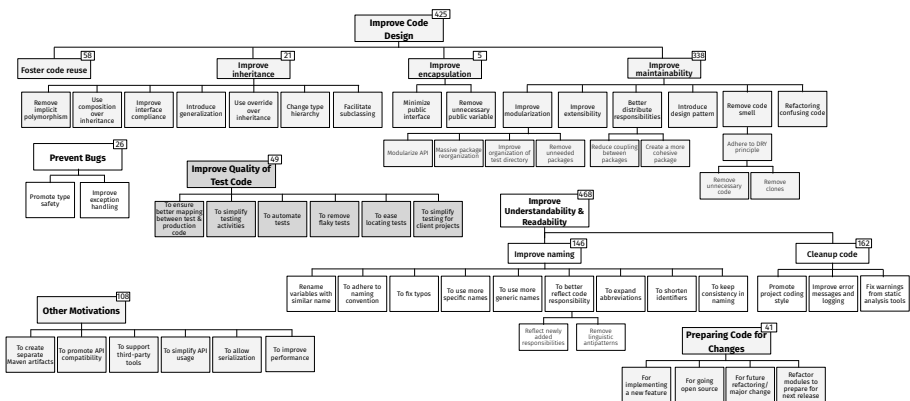 425
Improve Code
Design
58
Foster code reuse
21
Improve
inheritance
5
Improve
encapsulation
338
Improve
maintainability
Remove
implicit
polymorphism
Use
composition
over
inheritance
Improve
interface
compliance
Introduce
generalization
Use override
over
inheritance
Change type
hierarchy
Facilitate
subclassing
Minimize
public
interface
Remove
unnecessary
public variable
Improve
modularization
Improve
extensibility
Better
distribute
responsibilities
Introduce
design pattern
Remove code
smell
Refactoring
confusing code
Modularize API
Massive package
reorganization
Improve
organization of
test directory
Remove
unneeded
packages
Reduce coupling
between
packages
Create a more
cohesive
package
Adhere to DRY
principle
Remove
unnecessary
code
Remove
clones
26
Prevent Bugs
Promote type
safety
Improve
exception
handling
49
Improve Quality of
Test Code
To ensure
better mapping
between test &
production
code
To simplify
testing
activities
To automate
tests
To remove
flaky tests
To ease
locating tests
To simplify
testing for
client projects
468
Improve
Understandability &
Readability
146
Improve naming
162
Cleanup code
Rename
variables with
similar name
To adhere to
naming
convention
To fix typos
To use more
specific names
To use more
generic names
To better
reflect code
responsibility
To expand
abbreviations
To shorten
identifiers
To keep
consistency in
naming
Promote
project coding
style
Improve error
messages and
logging
Fix warnings
from static
analysis tools
Reflect newly
added
responsibilities
Remove
linguistic
antipatterns
108
Other Motivations
To create
separate
Maven artifacts
To promote API
compatibility
To support
third-party
tools
To simplify API
usage
To allow
serialization
To improve
performance
41
Preparing Code for
Changes
For
implementing
a new feature
For going
open source
For future
refactoring/
major change
Refactor
modules to
prepare for
next release